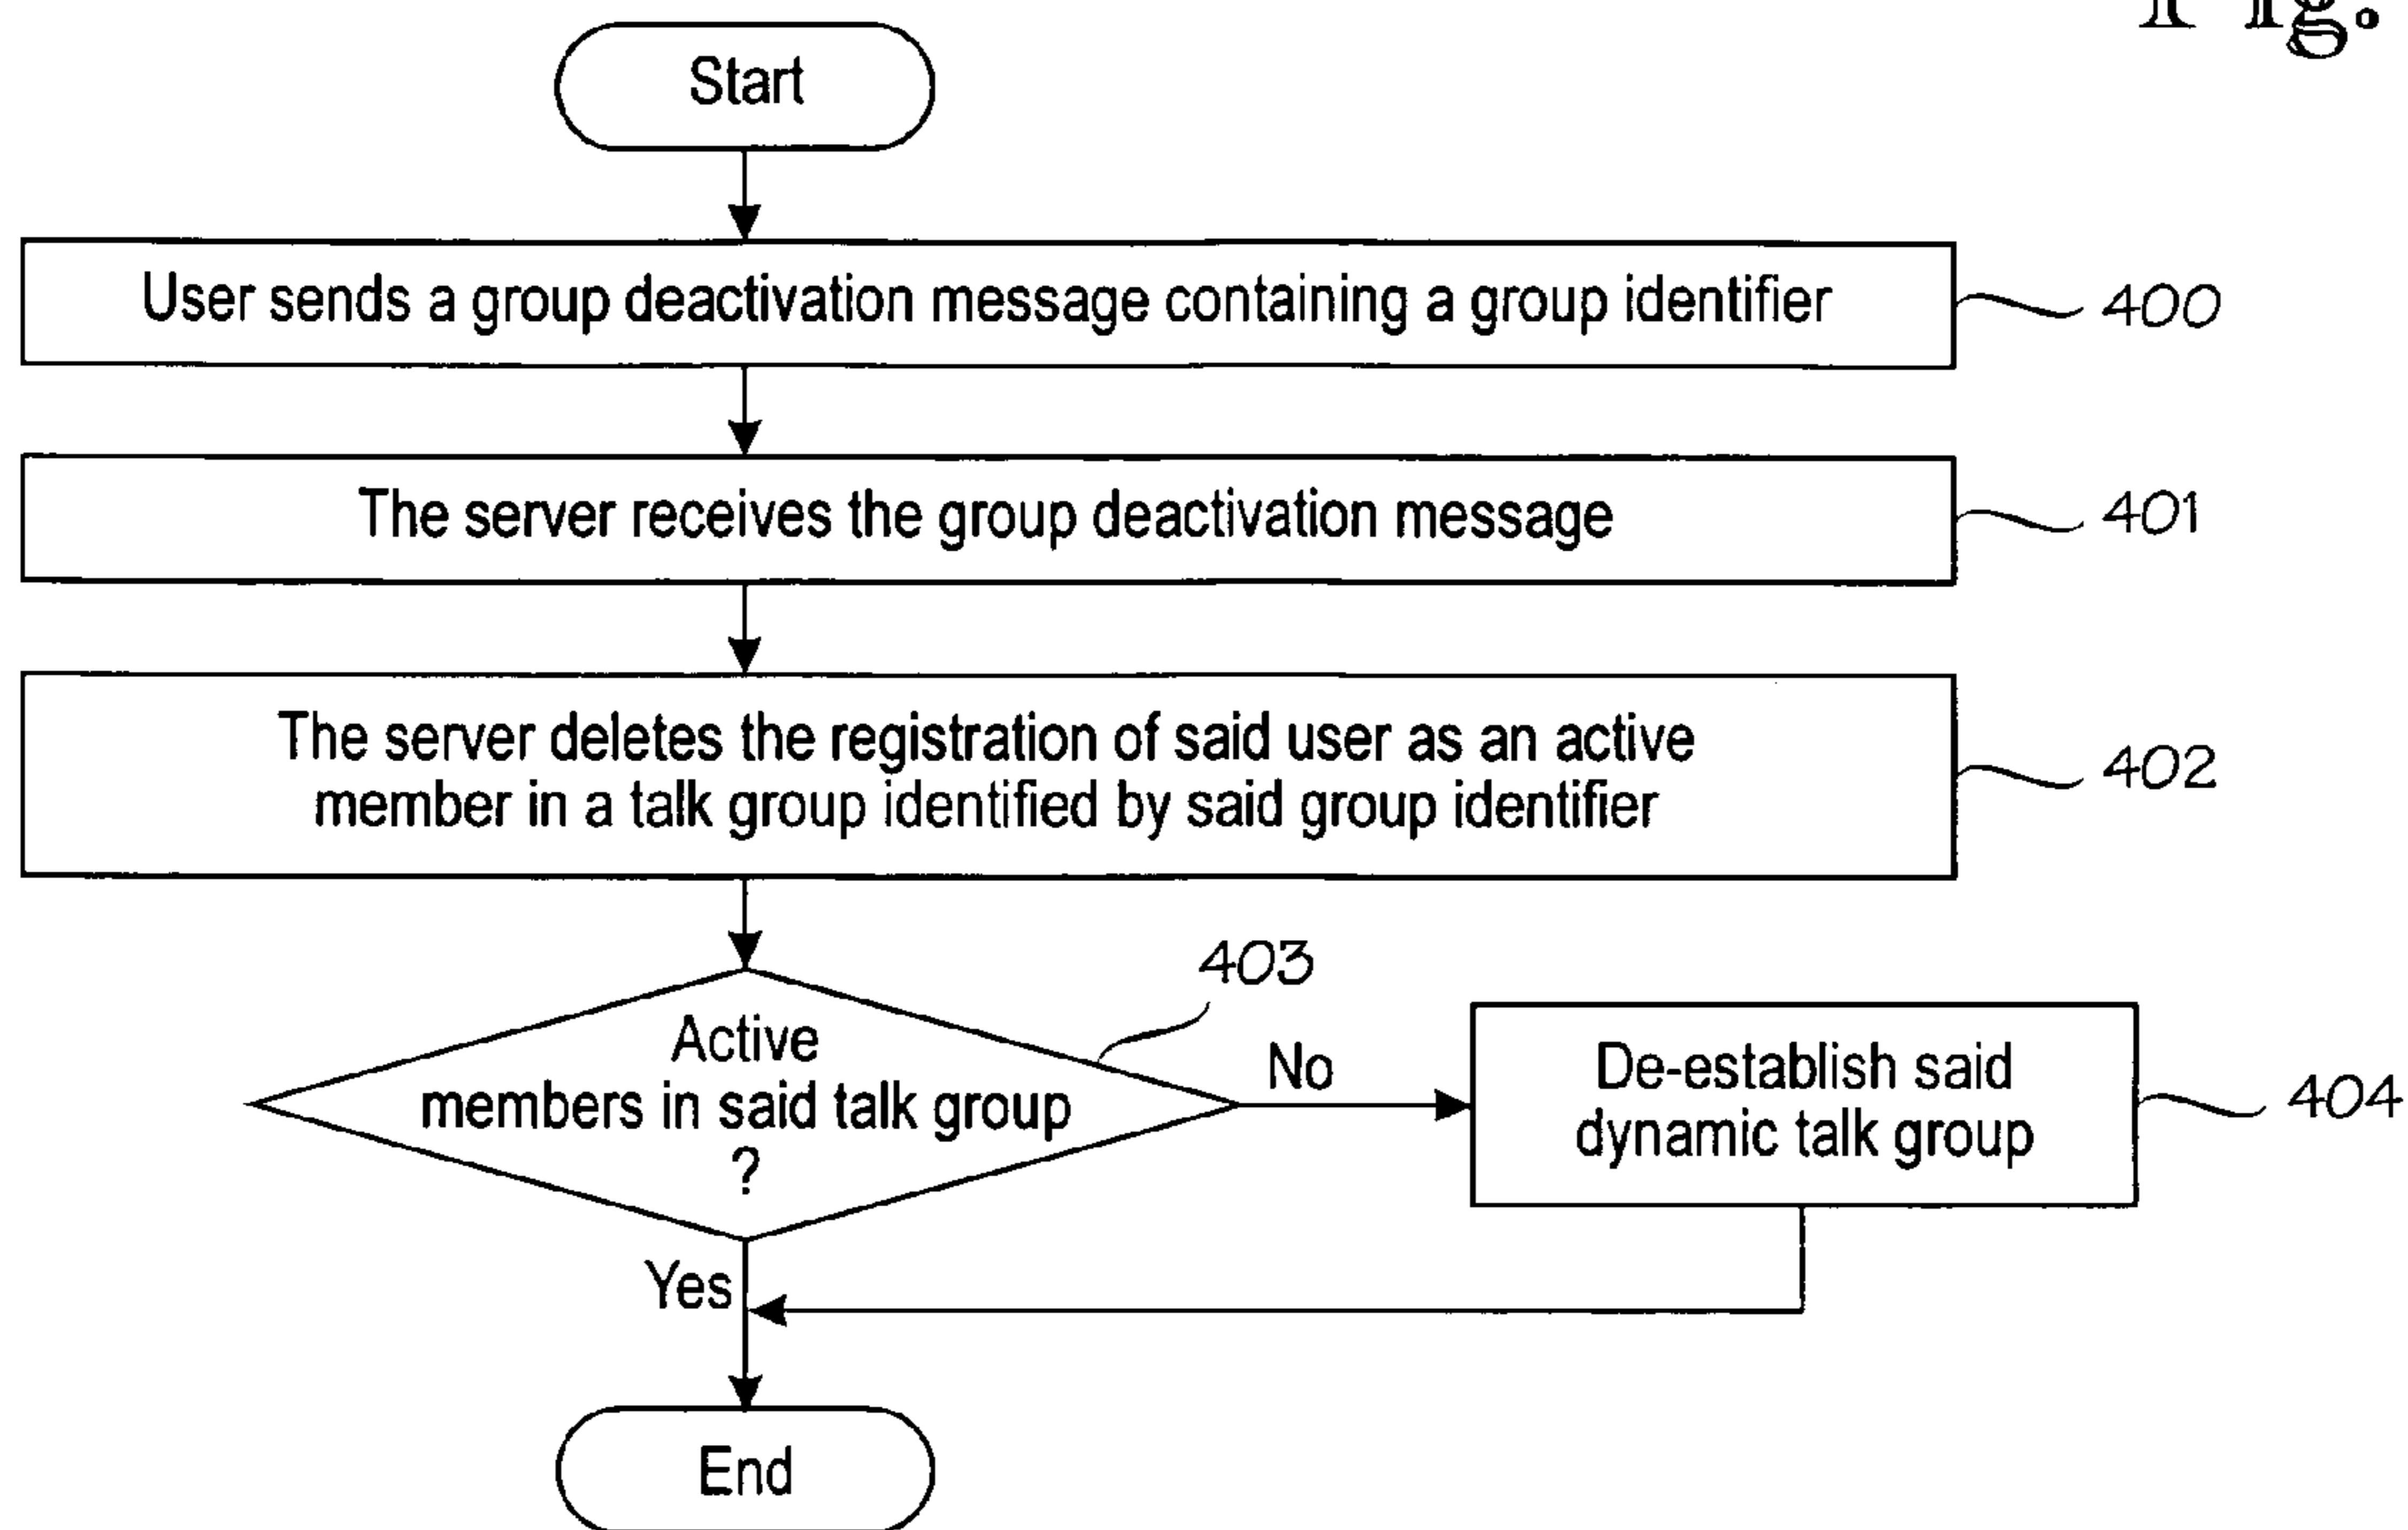 Fig.
Start
User sends a group deactivation message containing a group identifier
400
The server receives the group deactivation message
401
The server deletes the registration of said user as an active
member in a talk group identified by said group identifier
402
403
Active
members in said talk group
?
No
De-establish said
dynamic talk group
404
Yes
End